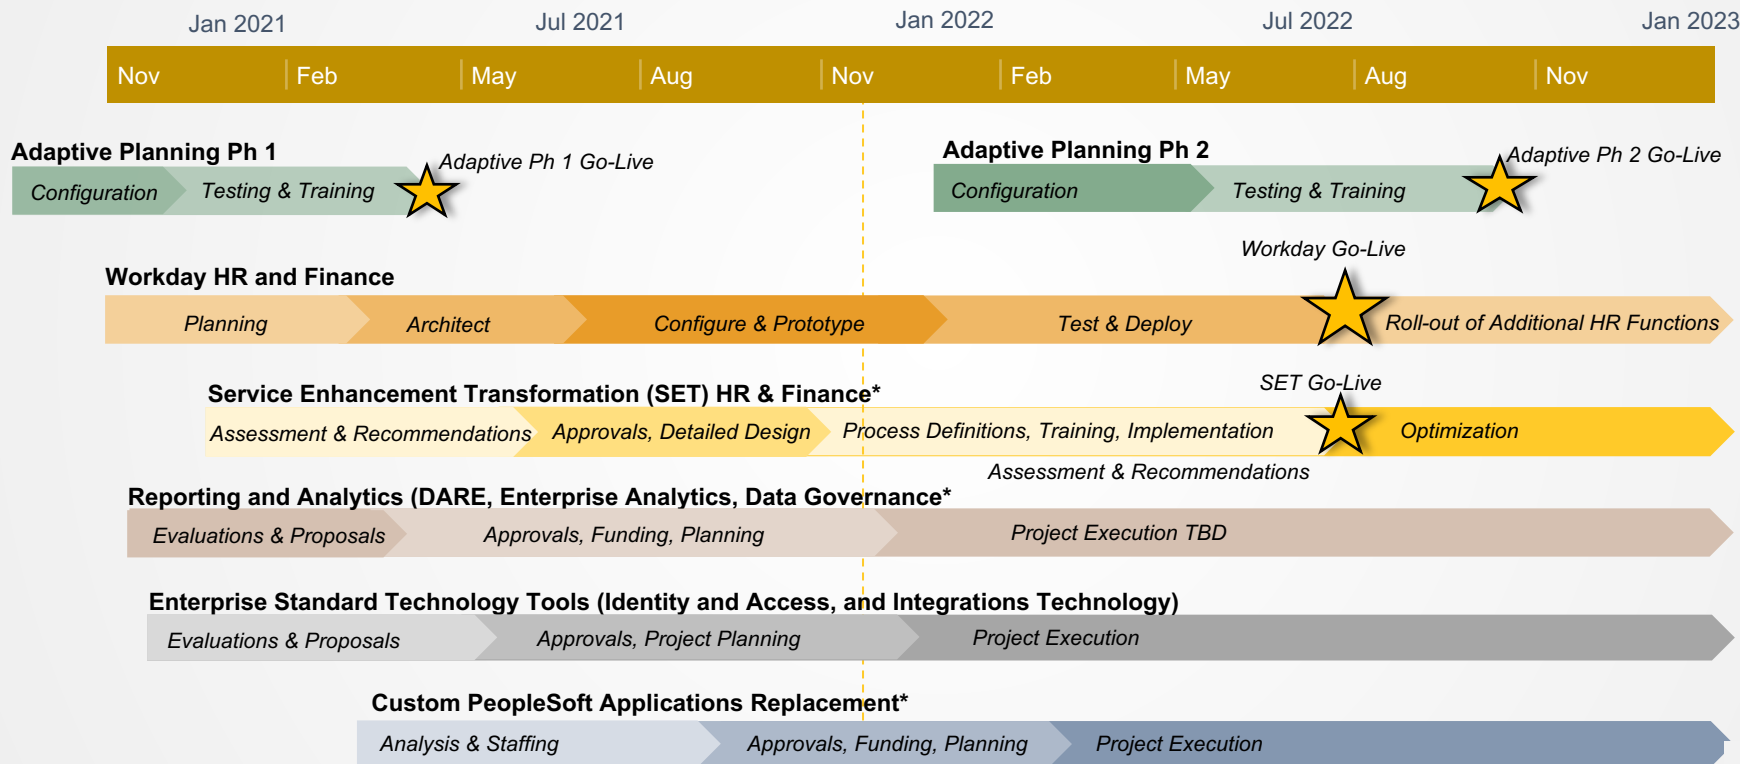 Jan 2021 Jul 2021 Jan 2022 Jul 2022 Jan 2023
Nov Feb May Aug Nov Feb May Aug Nov
Adaptive Planning Ph 1
Adaptive Ph 1 Go-Live
Configuration Testing & Training
Adaptive Planning Ph 2
Adaptive Ph 2 Go-Live
Configuration Testing & Training
Workday Go-Live
Workday HR and Finance
Planning Architect Configure & Prototype Test & Deploy Roll-out of Additional HR Functions
SET Go-Live
Service Enhancement Transformation (SET) HR & Finance*
Assessment & Recommendations Approvals, Detailed Design Process Definitions, Training, Implementation Optimization
Assessment & Recommendations
Reporting and Analytics (DARE, Enterprise Analytics, Data Governance*
Evaluations & Proposals Approvals, Funding, Planning Project Execution TBD
Enterprise Standard Technology Tools (Identity and Access, and Integrations Technology)
Evaluations & Proposals Approvals, Project Planning Project Execution
Custom PeopleSoft Applications Replacement*
Analysis & Staffing Approvals, Funding, Planning Project Execution